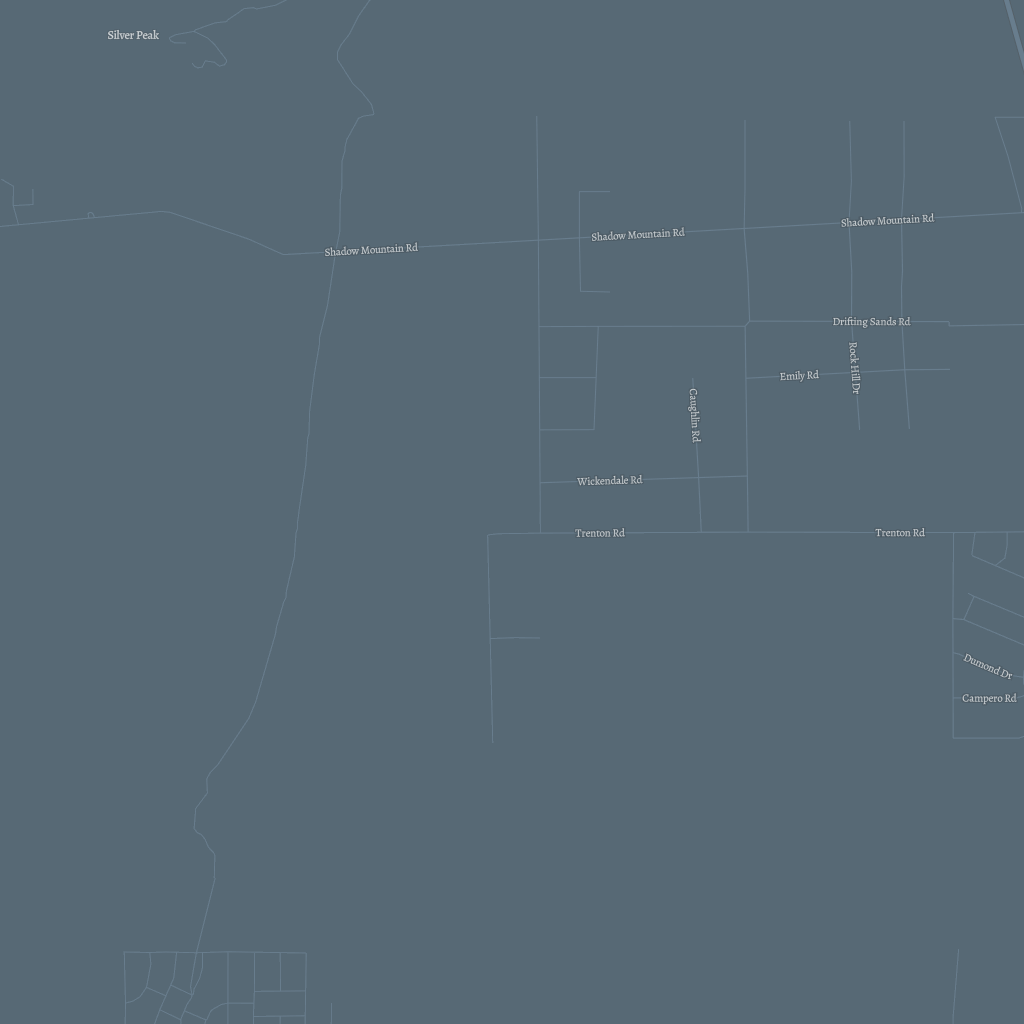 Silver Peak
Shadow Mountain Rd
Shadow Mountain Rd
Shadow Mountain Rd
Drifting Sands Rd
Rock Hill Dr
Emily Rd
Caughlin Rd
Wickendale Rd
Trenton Rd
Trenton Rd
Dumond Dr
Campero Rd